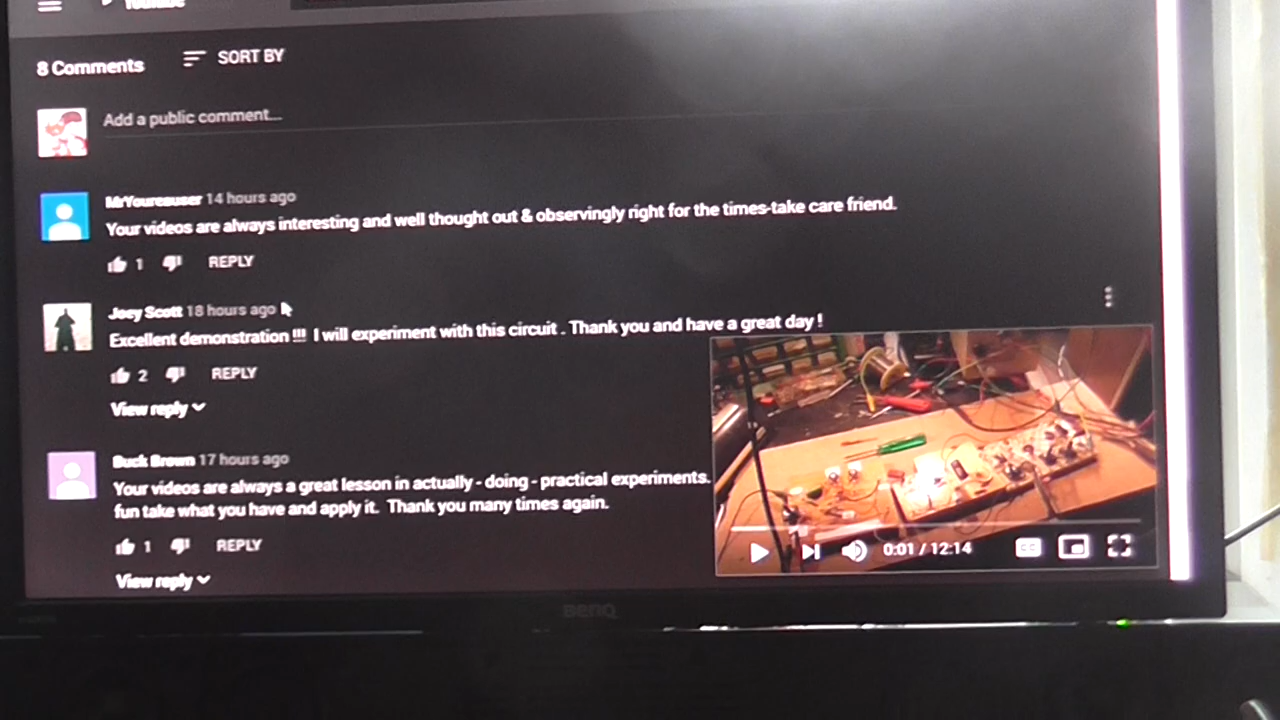 YouTube
8 Comments SORT BY
Add a public comment...
MrYoureauser 14 hours ago
Your videos are always interesting and well thought out & observingly right for the times-take care friend.
1 REPLY
Joey Scott 18 hours ago
Excellent demonstration !!! I will experiment with this circuit . Thank you and have a great day !
2 REPLY
View reply
Buck Brown 17 hours ago
Your videos are always a great lesson in actually - doing - practical experiments.
fun take what you have and apply it. Thank you many times again.
1 REPLY
View reply
0:01 / 12:14
CC
BenQ